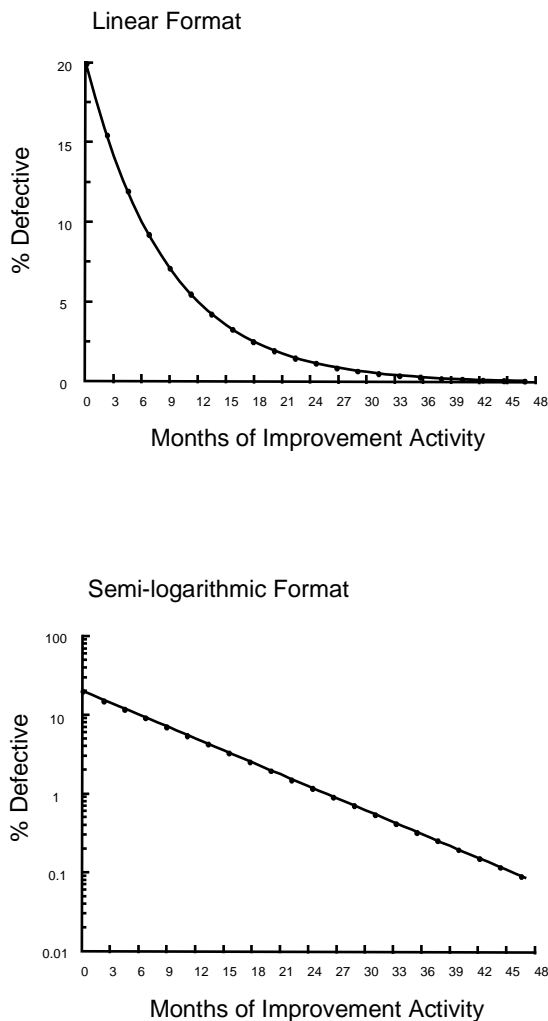 Linear Format
20
15
10
5
0
% Defective
0 3 6 9 12 15 18 21 24 27 30 33 36 39 42 45 48
Months of Improvement Activity
Semi-logarithmic Format
100
10
1
0.1
0.01
% Defective
0 3 6 9 12 15 18 21 24 27 30 33 36 39 42 45 48
Months of Improvement Activity